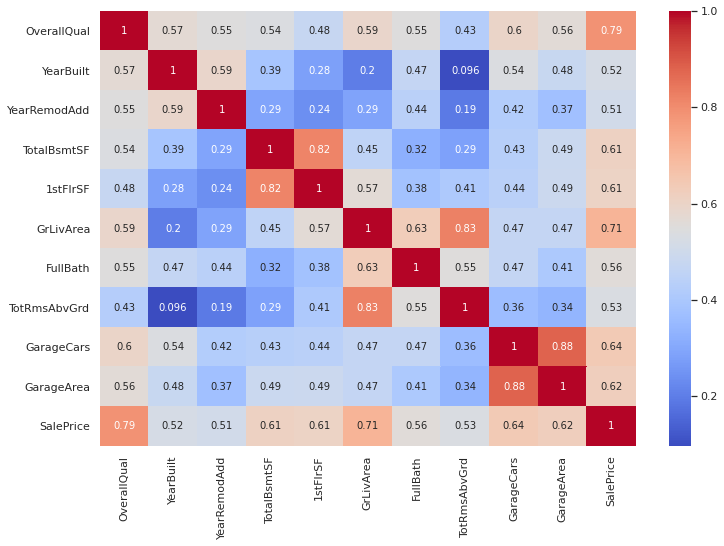 OverallQual 1 0.57 0.55 0.54 0.48 0.59 0.55 0.43 0.6 0.56 0.79
YearBuilt 0.57 1 0.59 0.39 0.28 0.2 0.47 0.096 0.54 0.48 0.52
YearRemodAdd 0.55 0.59 1 0.29 0.24 0.29 0.44 0.19 0.42 0.37 0.51
TotalBsmtSF 0.54 0.39 0.29 1 0.82 0.45 0.32 0.29 0.43 0.49 0.61
1stFlrSF 0.48 0.28 0.24 0.82 1 0.57 0.38 0.41 0.44 0.49 0.61
GrLivArea 0.59 0.2 0.29 0.45 0.57 1 0.63 0.83 0.47 0.47 0.71
FullBath 0.55 0.47 0.44 0.32 0.38 0.63 1 0.55 0.47 0.41 0.56
TotRmsAbvGrd 0.43 0.096 0.19 0.29 0.41 0.83 0.55 1 0.36 0.34 0.53
GarageCars 0.6 0.54 0.42 0.43 0.44 0.47 0.47 0.36 1 0.88 0.64
GarageArea 0.56 0.48 0.37 0.49 0.49 0.47 0.41 0.34 0.88 1 0.62
SalePrice 0.79 0.52 0.51 0.61 0.61 0.71 0.56 0.53 0.64 0.62 1
OverallQual
YearBuilt
YearRemodAdd
TotalBsmtSF
1stFlrSF
GrLivArea
FullBath
TotRmsAbvGrd
GarageCars
GarageArea
SalePrice
1.0
0.8
0.6
0.4
0.2